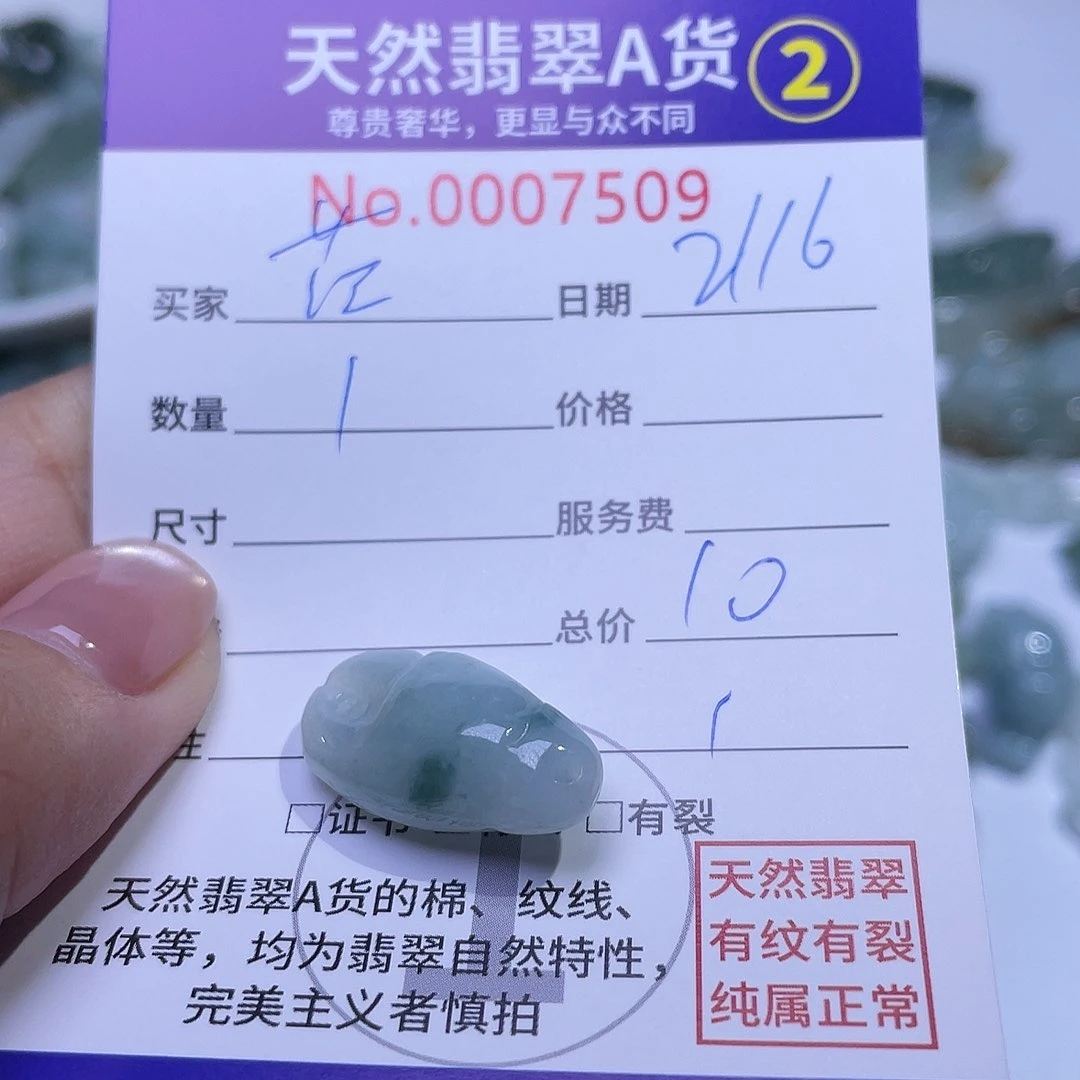 天然翡翠A货 2
尊贵奢华，更显与众不同
No.0007509
买家 日期 2/16
数量 1 价格
尺寸 服务费
总价 10
1
□证书 □有裂
天然翡翠A货的棉、纹线、
晶体等，均为翡翠自然特性，
完美主义者慎拍
天然翡翠
有纹有裂
纯属正常